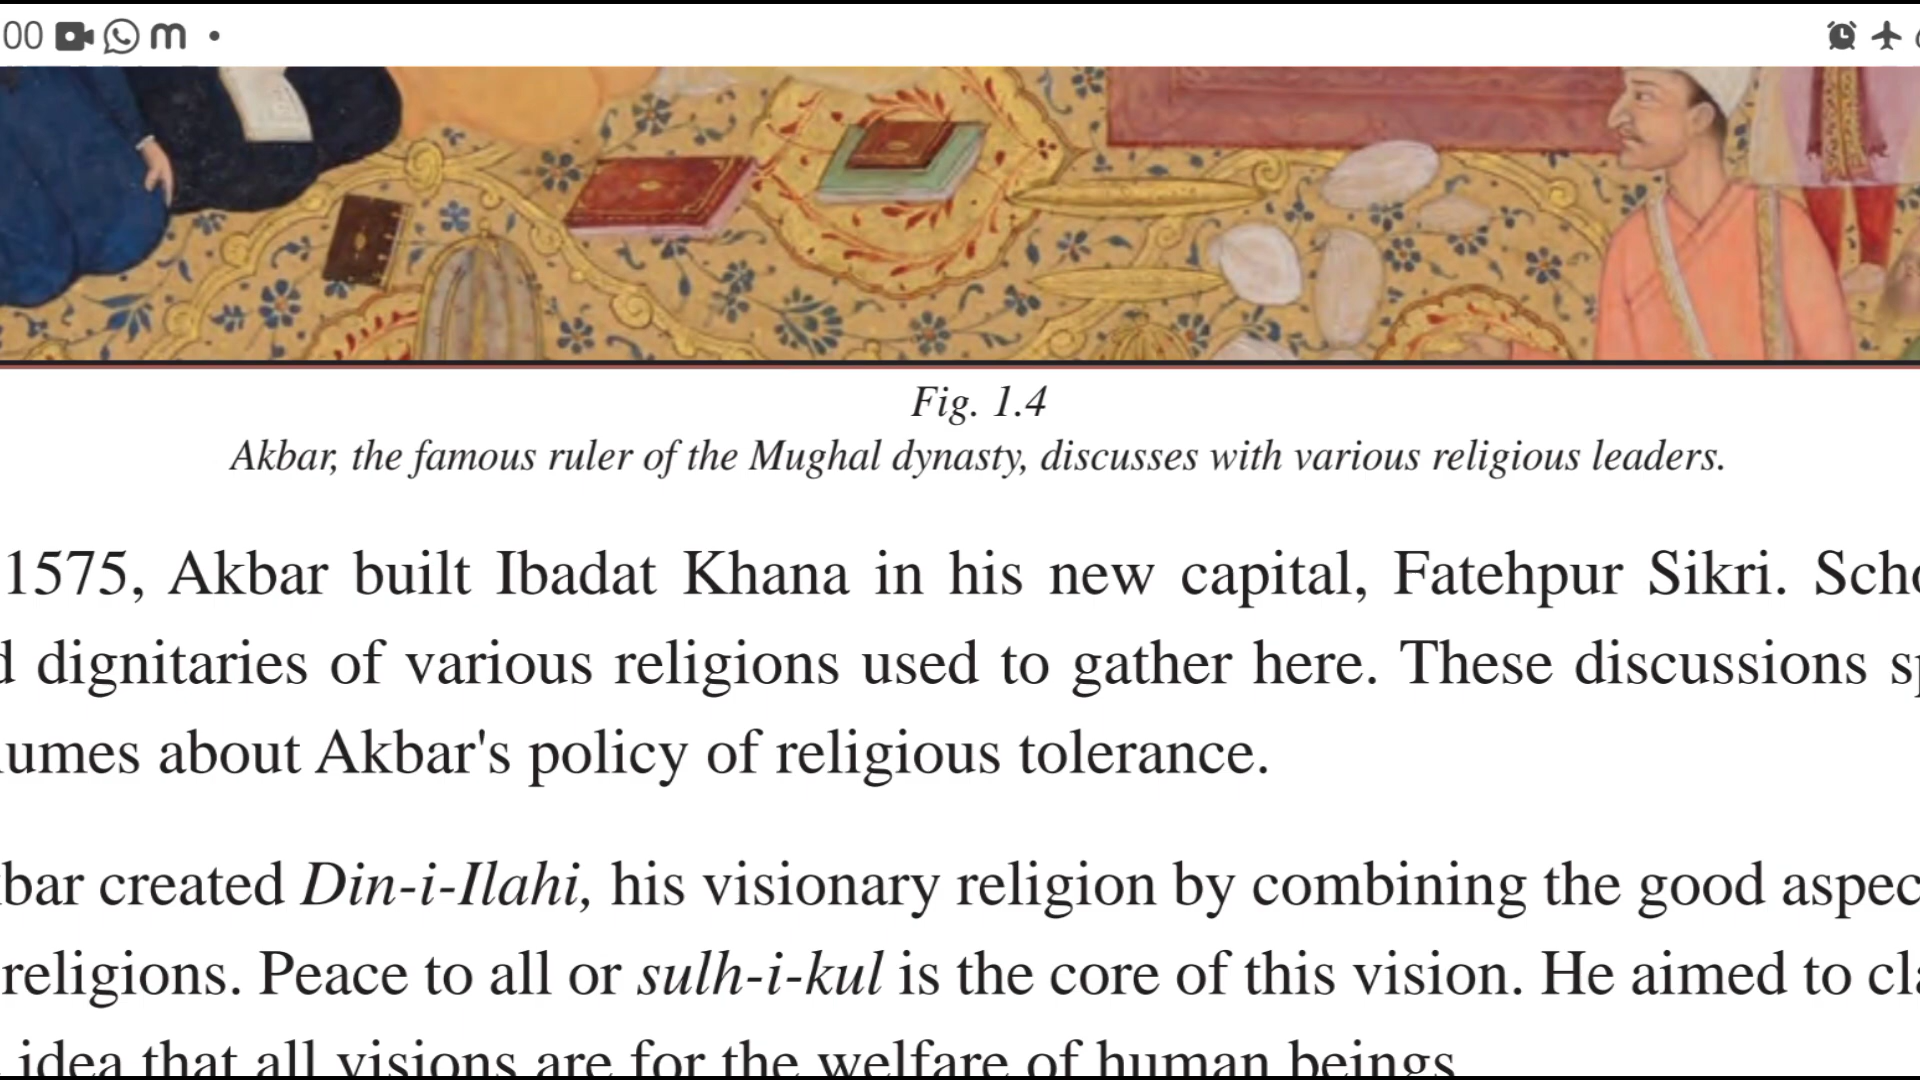 00
Fig. 1.4
Akbar, the famous ruler of the Mughal dynasty, discusses with various religious leaders.
1575, Akbar built Ibadat Khana in his new capital, Fatehpur Sikri.
dignitaries of various religions used to gather here. These discussions
about Akbar's policy of religious tolerance.
created Din-i-Ilahi, his visionary religion by combining the good
religions. Peace to all or sulh-i-kul is the core of this vision. He aimed to
idea that all visions are for the welfare of human beings